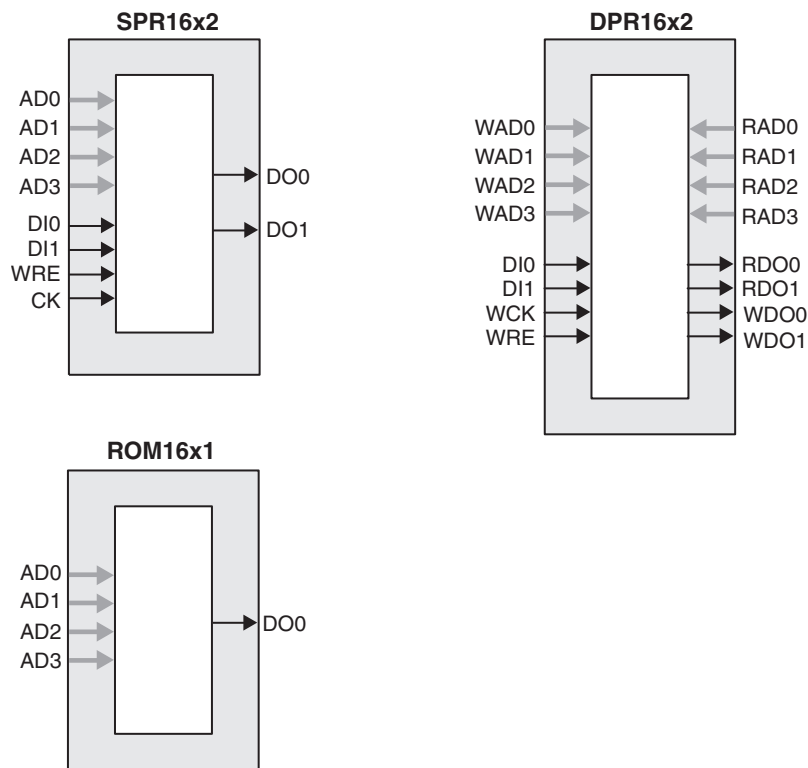 SPR16x2
AD0
AD1
AD2
AD3
DI0
DI1
WRE
CK
DO0
DO1
DPR16x2
WAD0
WAD1
WAD2
WAD3
DI0
DI1
WCK
WRE
RAD0
RAD1
RAD2
RAD3
RDO0
RDO1
WDO0
WDO1
ROM16x1
AD0
AD1
AD2
AD3
DO0